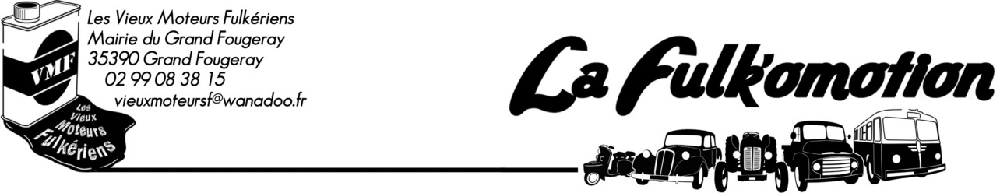 Les Vieux Moteurs Fulkériens
Mairie du Grand Fougeray
35390 Grand Fougeray
02 99 08 38 15
vieuxmoteursf@wanadoo.fr
VMF
Les
Vieux
Moteurs
Fulkériens
La Fulk'omotion